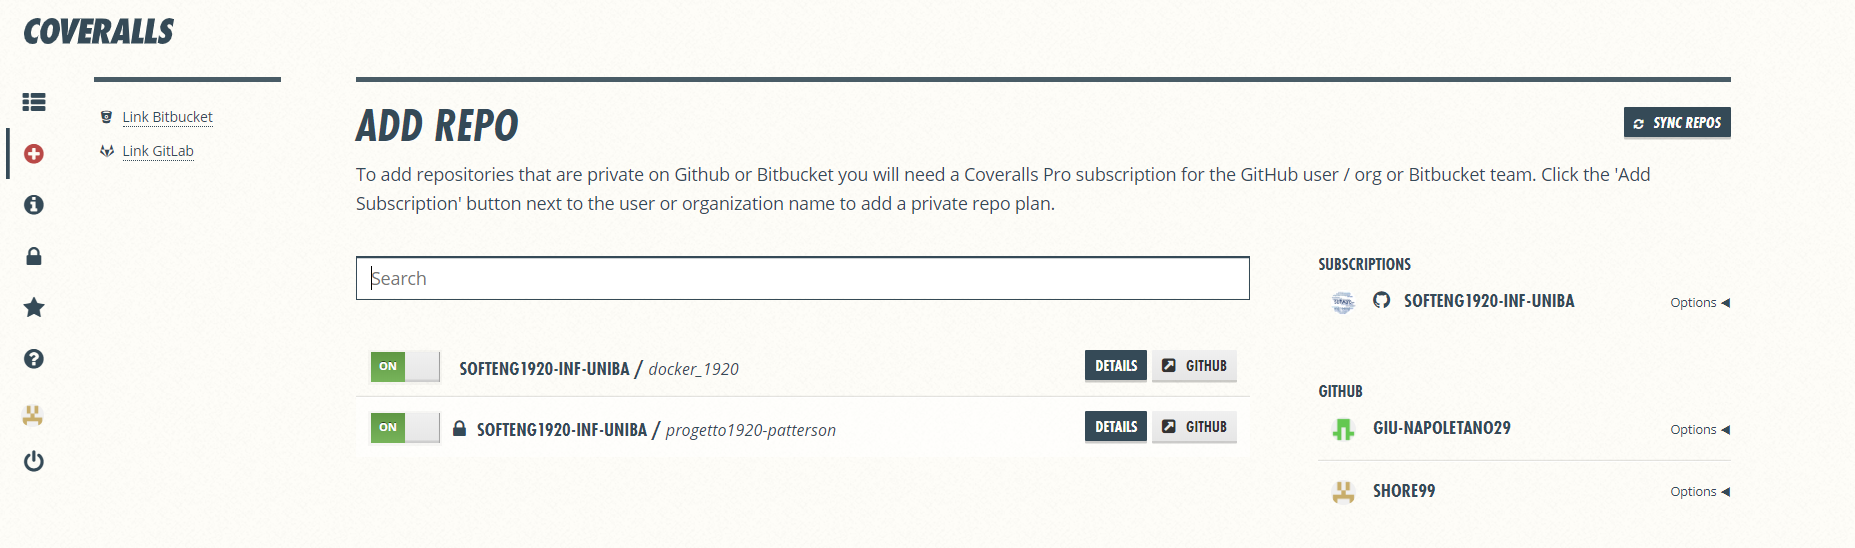 COVERALLS
Link Bitbucket
Link GitLab
ADD REPO
SYNC REPOS
To add repositories that are private on Github or Bitbucket you will need a Coveralls Pro subscription for the GitHub user / org or Bitbucket team. Click the 'Add
Subscription' button next to the user or organization name to add a private repo plan.
Search
ON SOFTENG1920-INF-UNIBA / docker_1920 DETAILS GITHUB
ON SOFTENG1920-INF-UNIBA / progetto1920-patterson DETAILS GITHUB
SUBSCRIPTIONS
SOFTENG1920-INF-UNIBA Options
GITHUB
GIU-NAPOLETANO29 Options
SHORE99 Options